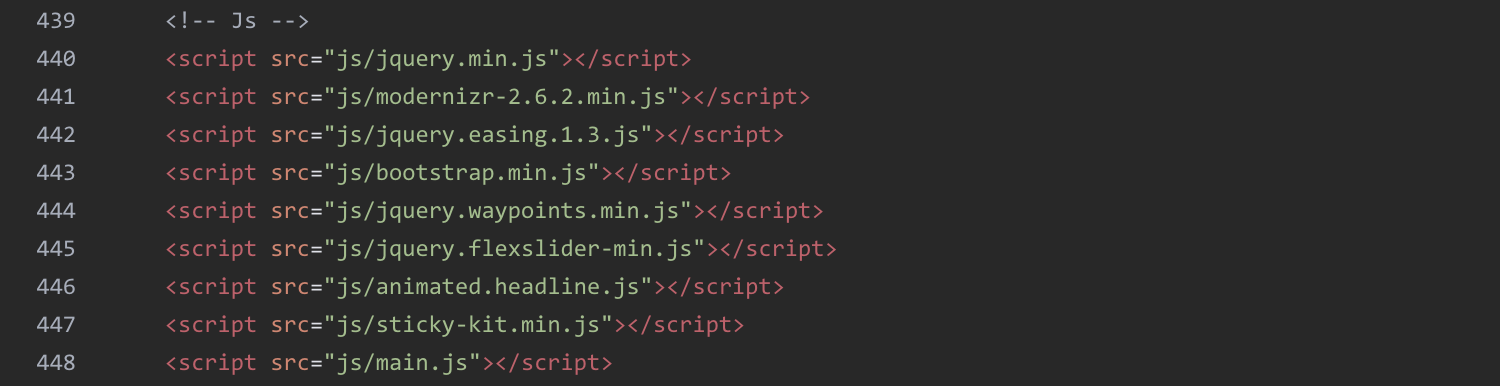 439 <!-- Js -->
440 <script src="js/jquery.min.js"></script>
441 <script src="js/modernizr-2.6.2.min.js"></script>
442 <script src="js/jquery.easing.1.3.js"></script>
443 <script src="js/bootstrap.min.js"></script>
444 <script src="js/jquery.waypoints.min.js"></script>
445 <script src="js/jquery.flexslider-min.js"></script>
446 <script src="js/animated.headline.js"></script>
447 <script src="js/sticky-kit.min.js"></script>
448 <script src="js/main.js"></script>